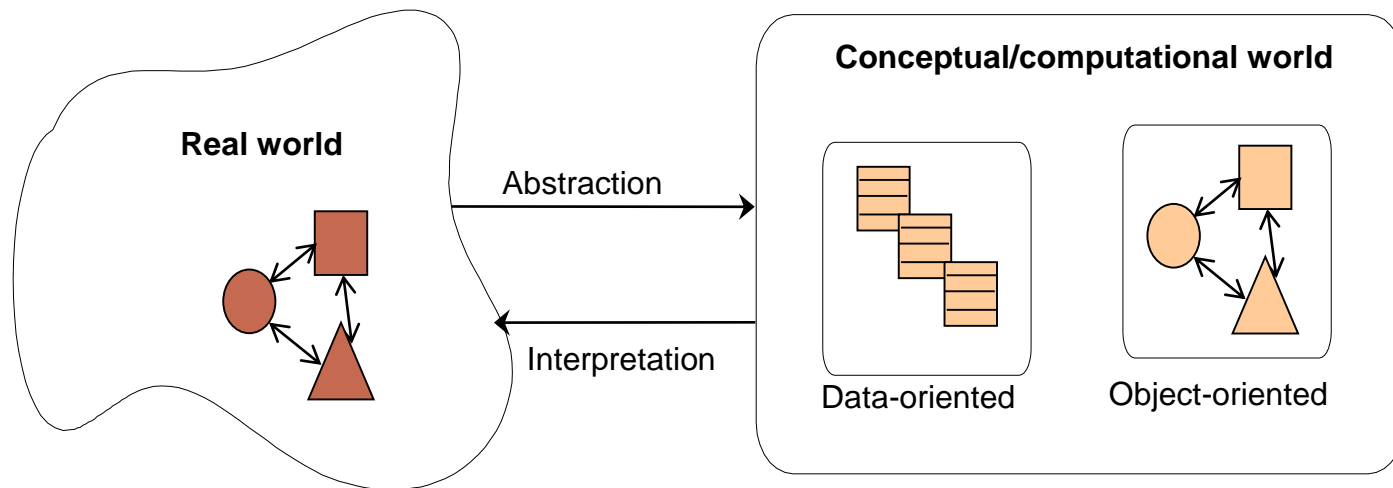 Conceptual/computational world
Real world
Abstraction
Interpretation
Data-oriented
Object-oriented